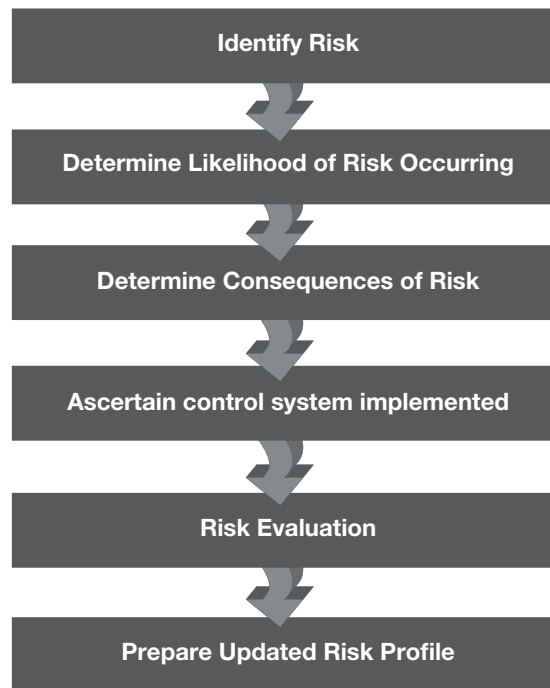 Identify Risk
Determine Likelihood of Risk Occurring
Determine Consequences of Risk
Ascertain control system implemented
Risk Evaluation
Prepare Updated Risk Profile